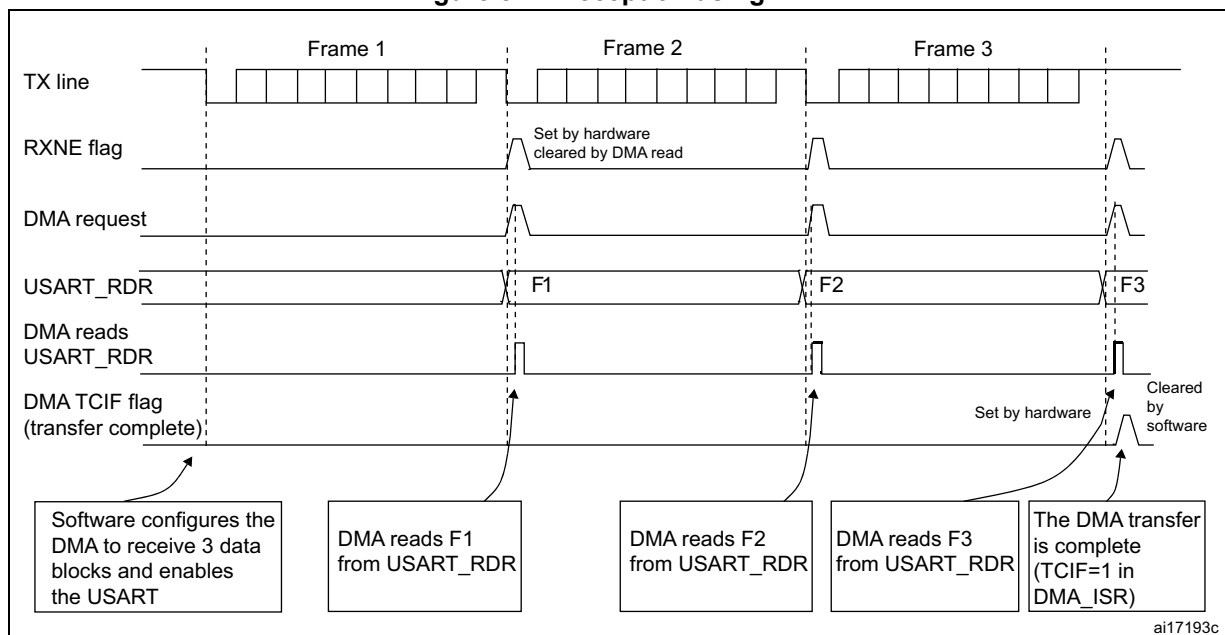 Frame 1
Frame 2
Frame 3
TX line
RXNE flag
Set by hardware
cleared by DMA read
DMA request
USART_RDR
F1
F2
F3
DMA reads
USART_RDR
DMA TCIF flag
(transfer complete)
Set by hardware
Cleared
by
software
Software configures the
DMA to receive 3 data
blocks and enables
the USART
DMA reads F1
from USART_RDR
DMA reads F2
from USART_RDR
DMA reads F3
from USART_RDR
The DMA transfer
is complete
(TCIF=1 in
DMA_ISR)
ai17193c